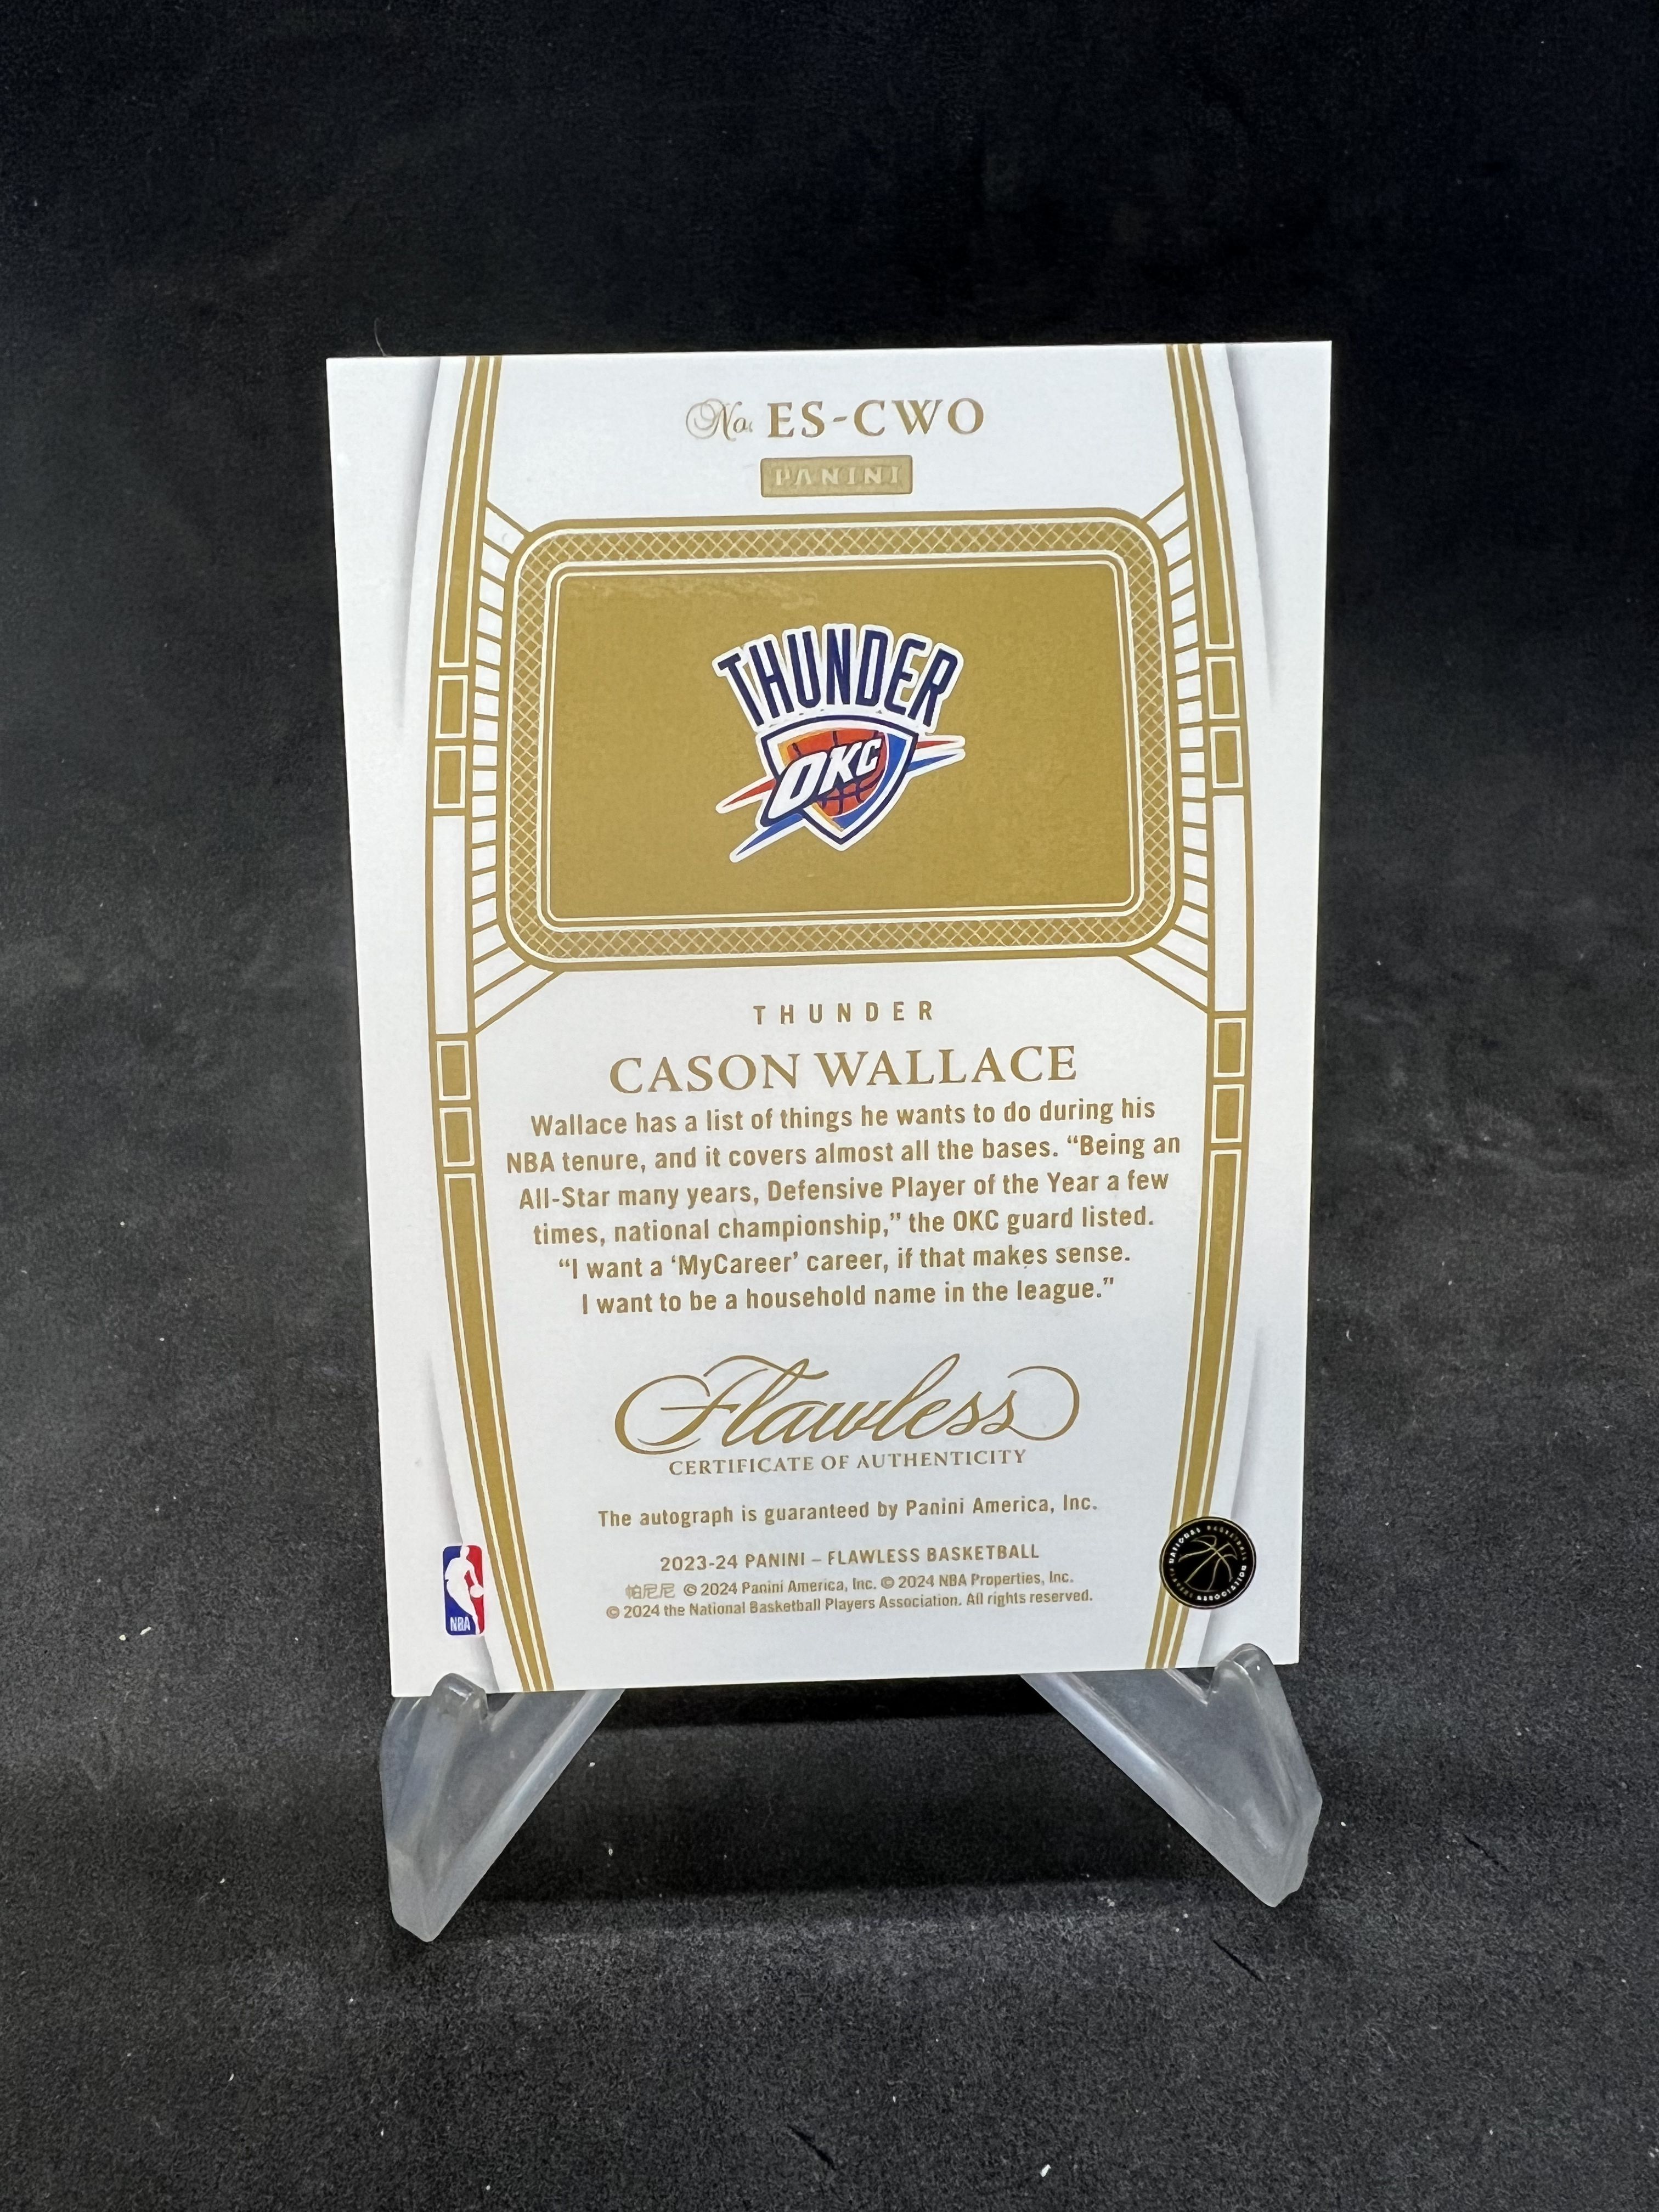 No. ES-CWO
PANINI
THUNDER
OKC
THUNDER
CASON WALLACE
Wallace has a list of things he wants to do during his
NBA tenure, and it covers almost all the bases. “Being an
All-Star many years, Defensive Player of the Year a few
times, national championship,” the OKC guard listed.
“I want a ‘MyCareer’ career, if that makes sense.
I want to be a household name in the league.”
Flawless
CERTIFICATE OF AUTHENTICITY
The autograph is guaranteed by Panini America, Inc.
2023-24 PANINI – FLAWLESS BASKETBALL
帕尼尼 © 2024 Panini America, Inc. © 2024 NBA Properties, Inc.
© 2024 the National Basketball Players Association. All rights reserved.
NBA
NATIONAL BASKETBALL
PLAYERS ASSOCIATION